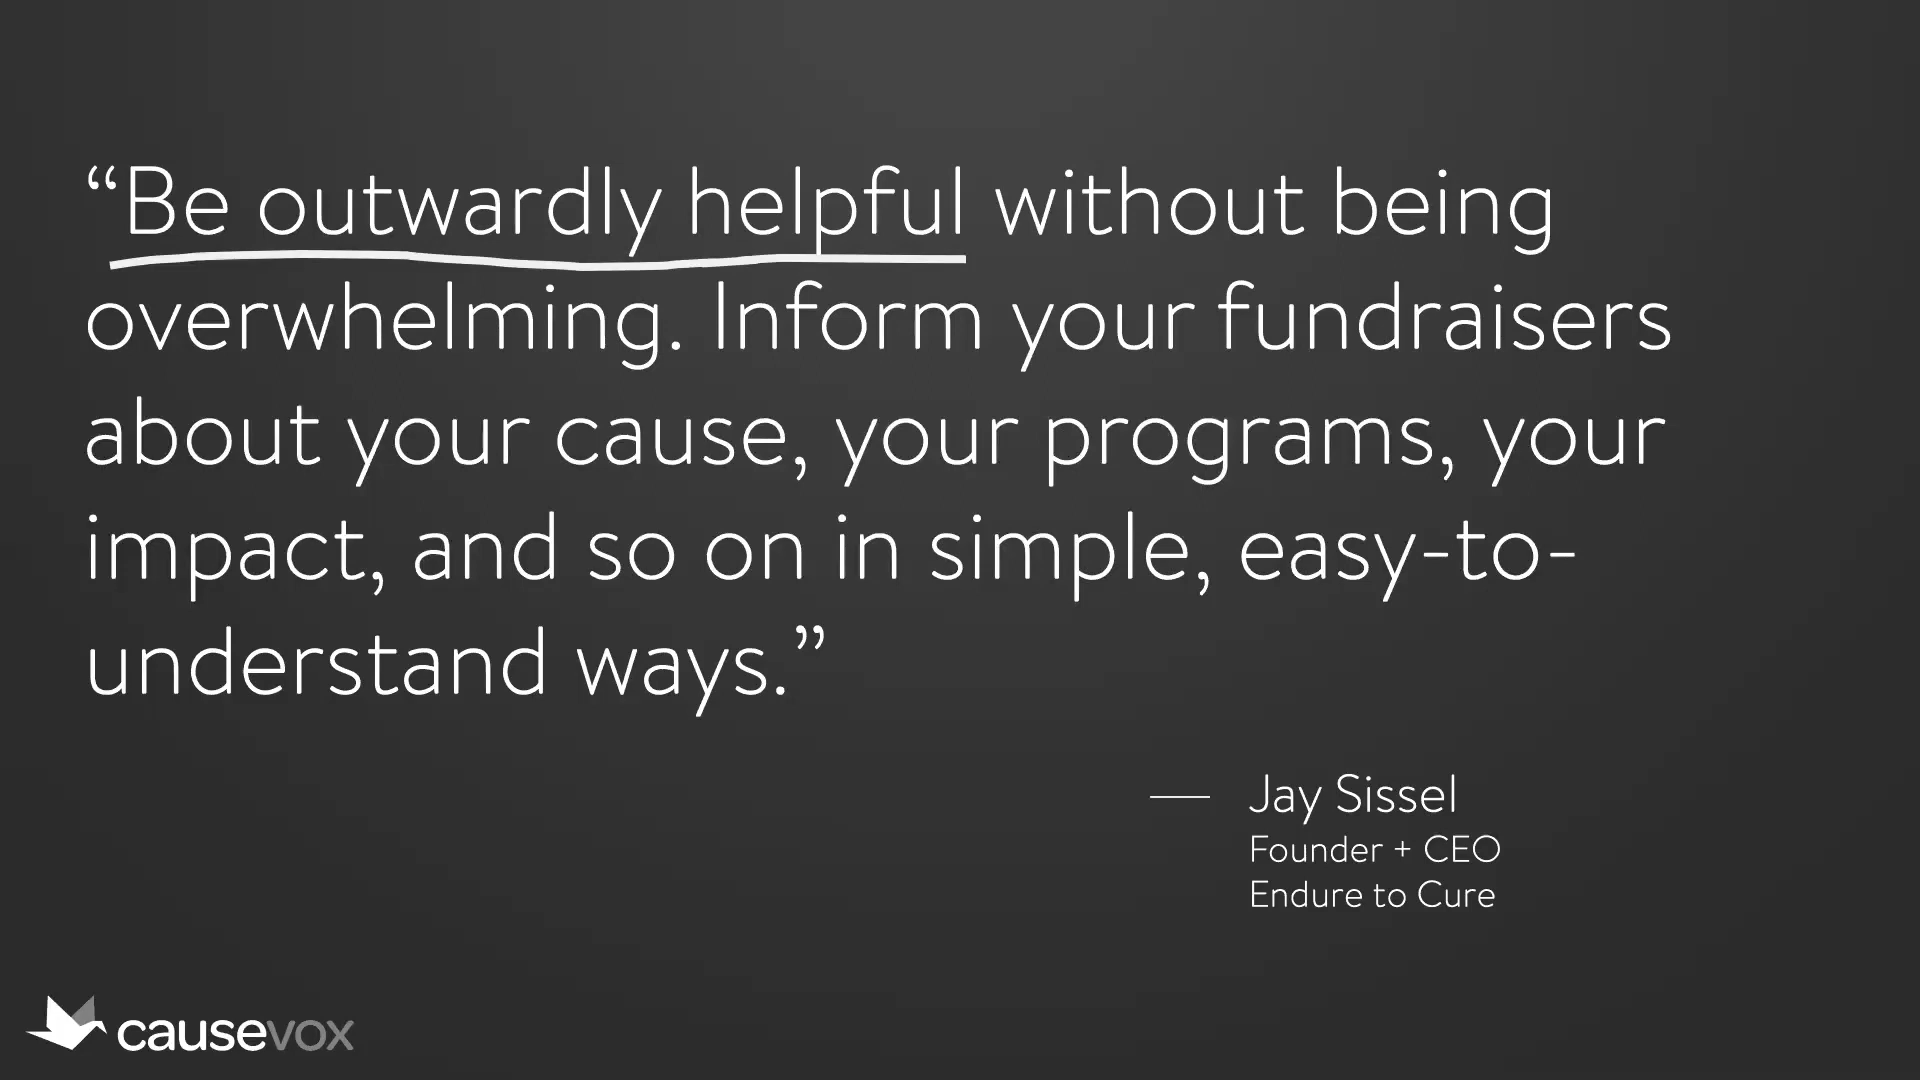 “Be outwardly helpful without being
overwhelming. Inform your fundraisers
about your cause, your programs, your
impact, and so on in simple, easy-to-
understand ways.”
— Jay Sissel
Founder + CEO
Endure to Cure
causevox